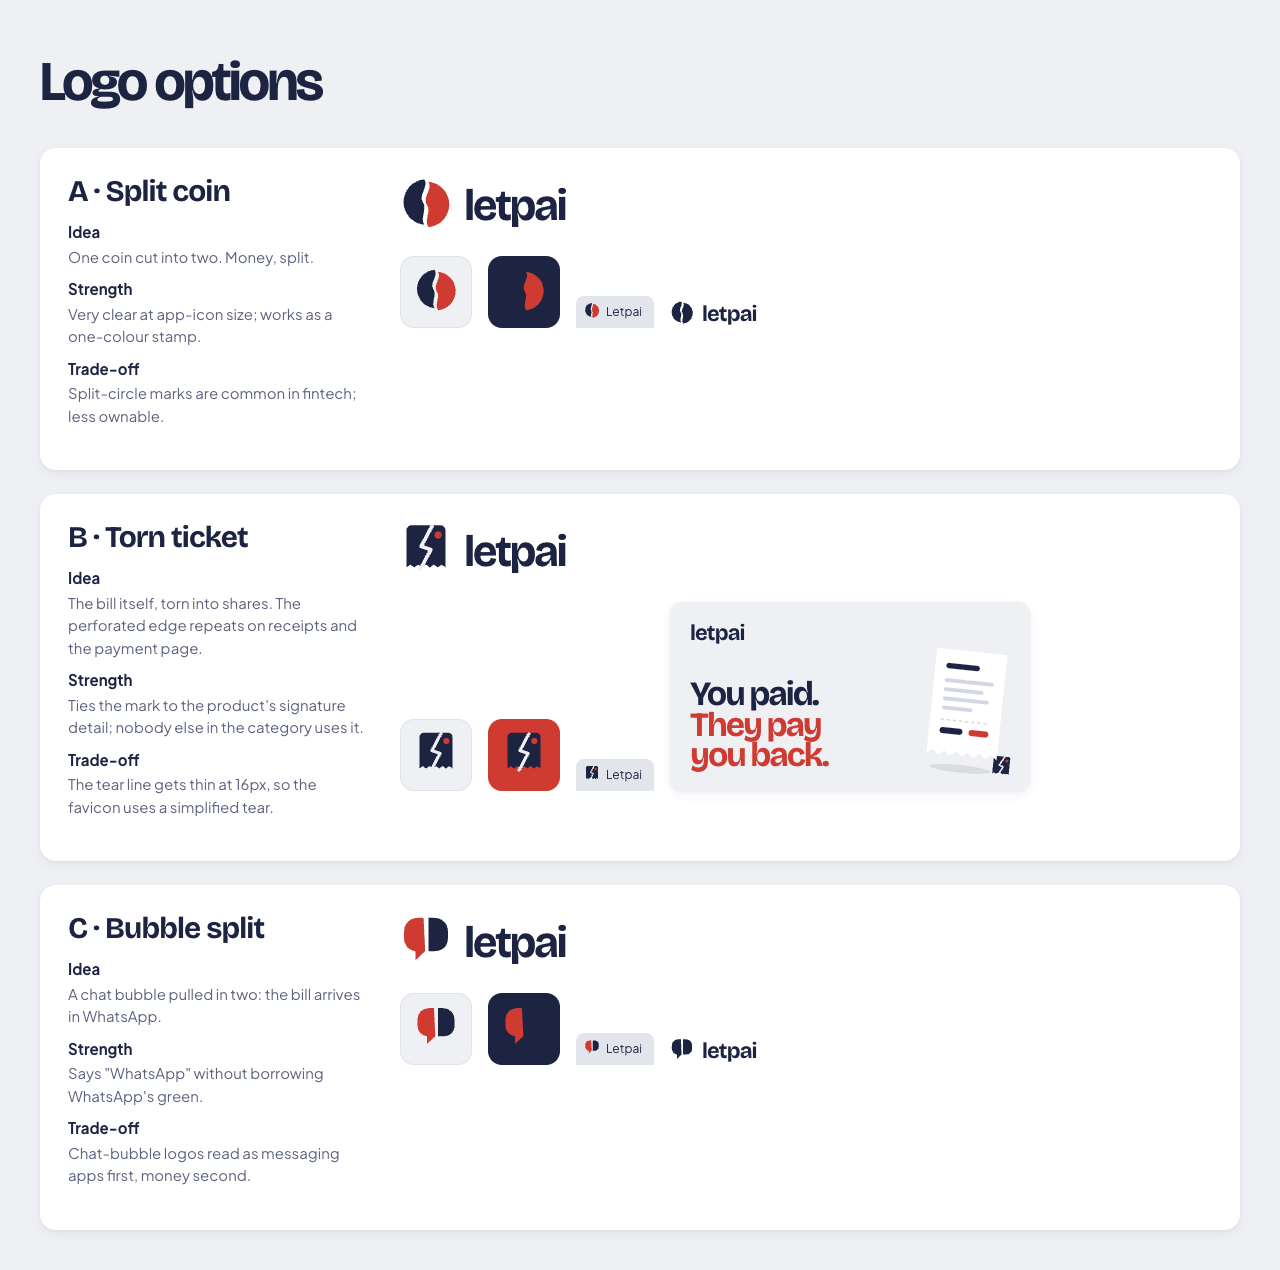 Logo options
A · Split coin
Idea
One coin cut into two. Money, split.
Strength
Very clear at app-icon size; works as a
one-colour stamp.
Trade-off
Split-circle marks are common in fintech;
less ownable.
letpai
Letpai
letpai
B · Torn ticket
Idea
The bill itself, torn into shares. The
perforated edge repeats on receipts and
the payment page.
Strength
Ties the mark to the product's signature
detail; nobody else in the category uses it.
Trade-off
The tear line gets thin at 16px, so the
favicon uses a simplified tear.
letpai
Letpai
letpai
You paid.
They pay
you back.
C · Bubble split
Idea
A chat bubble pulled in two: the bill arrives
in WhatsApp.
Strength
Says "WhatsApp" without borrowing
WhatsApp's green.
Trade-off
Chat-bubble logos read as messaging
apps first, money second.
letpai
Letpai
letpai